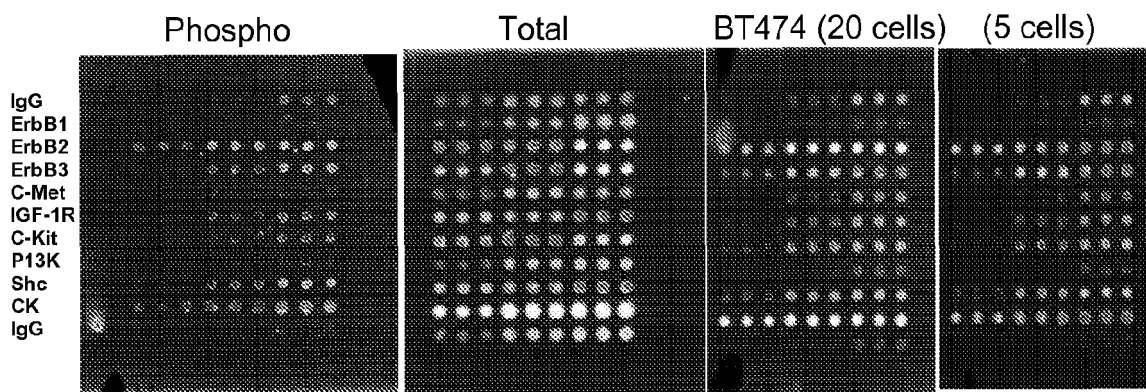 Phospho Total BT474 (20 cells) (5 cells)
IgG
ErbB1
ErbB2
ErbB3
C-Met
IGF-1R
C-Kit
P13K
Shc
CK
IgG